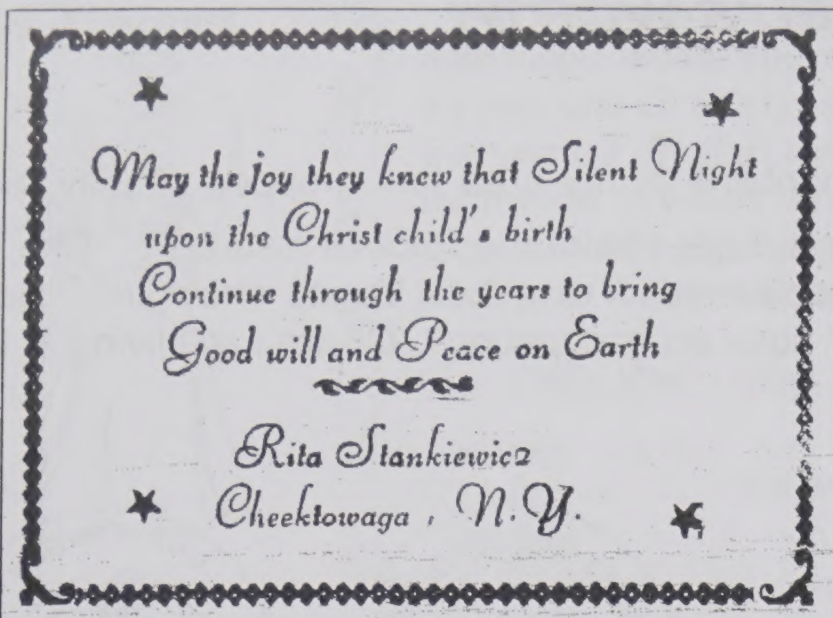 May the joy they knew that Silent Night
upon the Christ child's birth
Continue through the years to bring
Good will and Peace on Earth
Rita Stankiewicz
Cheektowaga, N.Y.